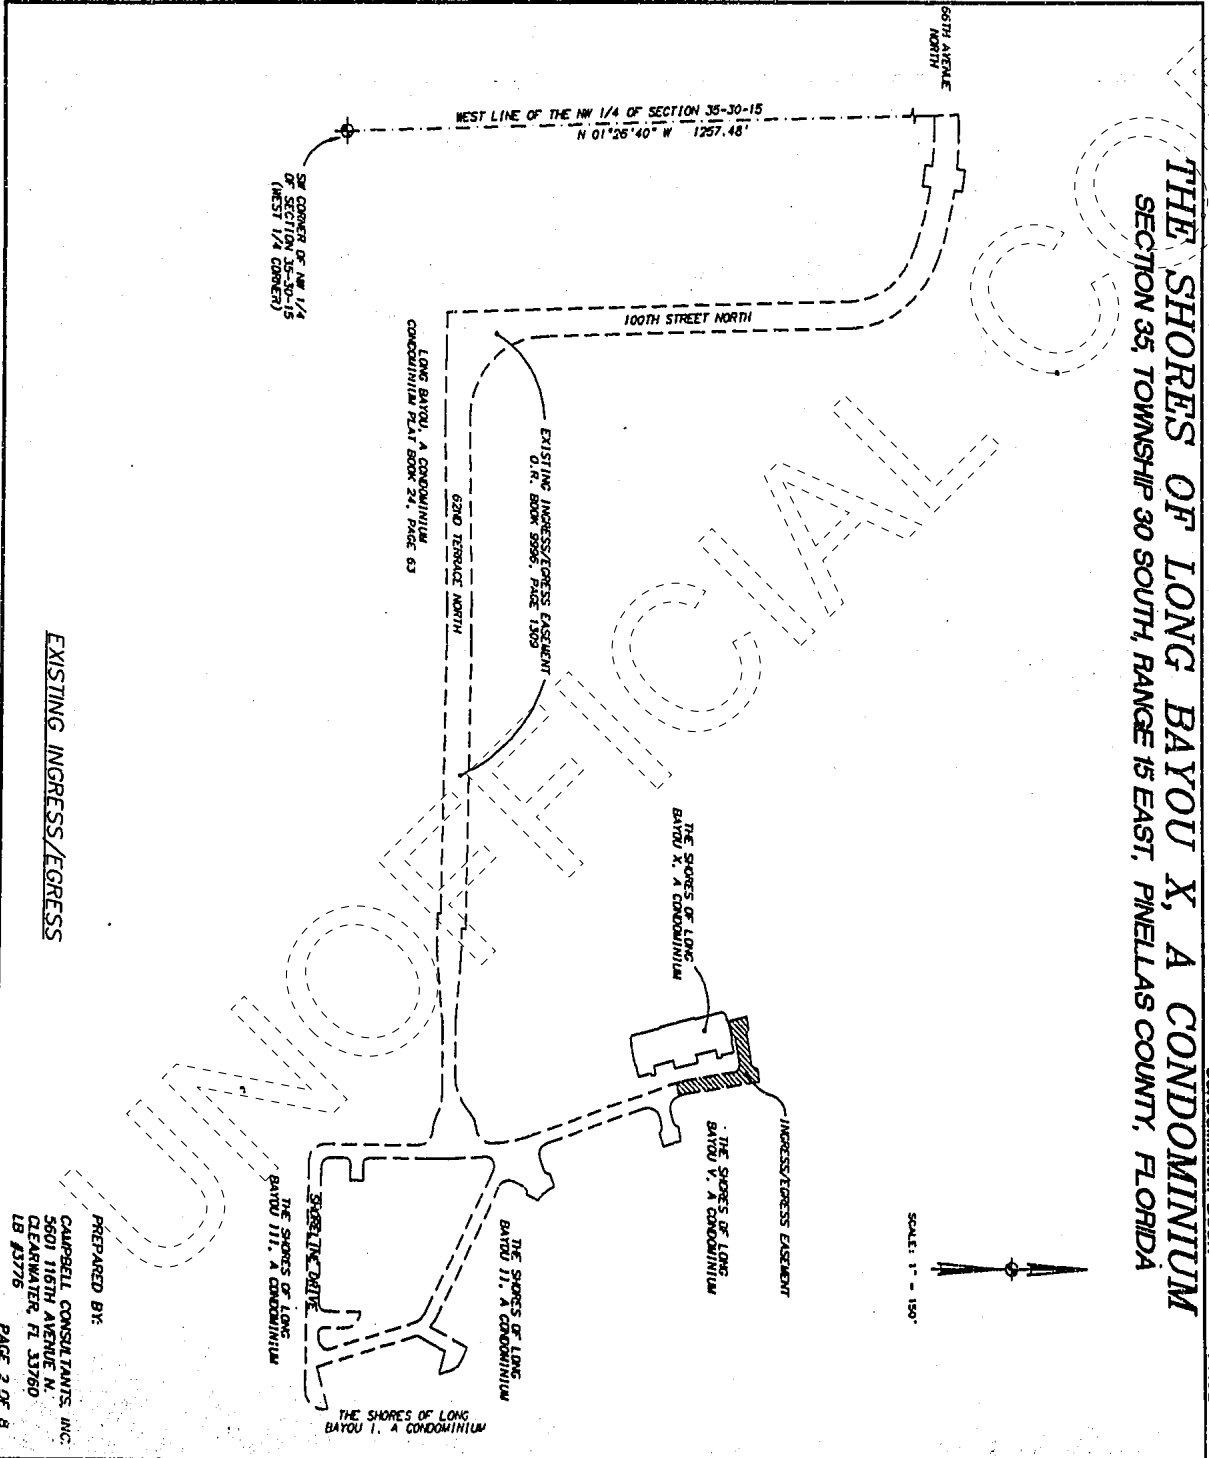 THE SHORES OF LONG BAYOU X, A CONDOMINIUM
SECTION 35, TOWNSHIP 30 SOUTH, RANGE 15 EAST, PINELLAS COUNTY, FLORIDA
66TH AVENUE
NORTH
WEST LINE OF THE NW 1/4 OF SECTION 35-30-15
N 01°26'40" W 1257.48'
SW CORNER OF NW 1/4
OF SECTION 35-30-15
(WEST 1/4 CORNER)
100TH STREET NORTH
LONG BAYOU, A CONDOMINIUM
CONDOMINIUM PLAT BOOK 24, PAGE 63
EXISTING INGRESS/EGRESS EASEMENT
O.R. BOOK 9996, PAGE 1309
62ND TERRACE NORTH
THE SHORES OF LONG
BAYOU X, A CONDOMINIUM
INGRESS/EGRESS EASEMENT
THE SHORES OF LONG
BAYOU V, A CONDOMINIUM
SCALE: 1" = 150'
THE SHORES OF LONG
BAYOU II, A CONDOMINIUM
SHORELINE DRIVE
THE SHORES OF LONG
BAYOU III, A CONDOMINIUM
THE SHORES OF LONG
BAYOU I, A CONDOMINIUM
EXISTING INGRESS/EGRESS
PREPARED BY:
CAMPBELL CONSULTANTS, INC.
5601 116TH AVENUE N.
CLEARWATER, FL 33760
LB #3776
PAGE 2 OF 8
UNOFFICIAL